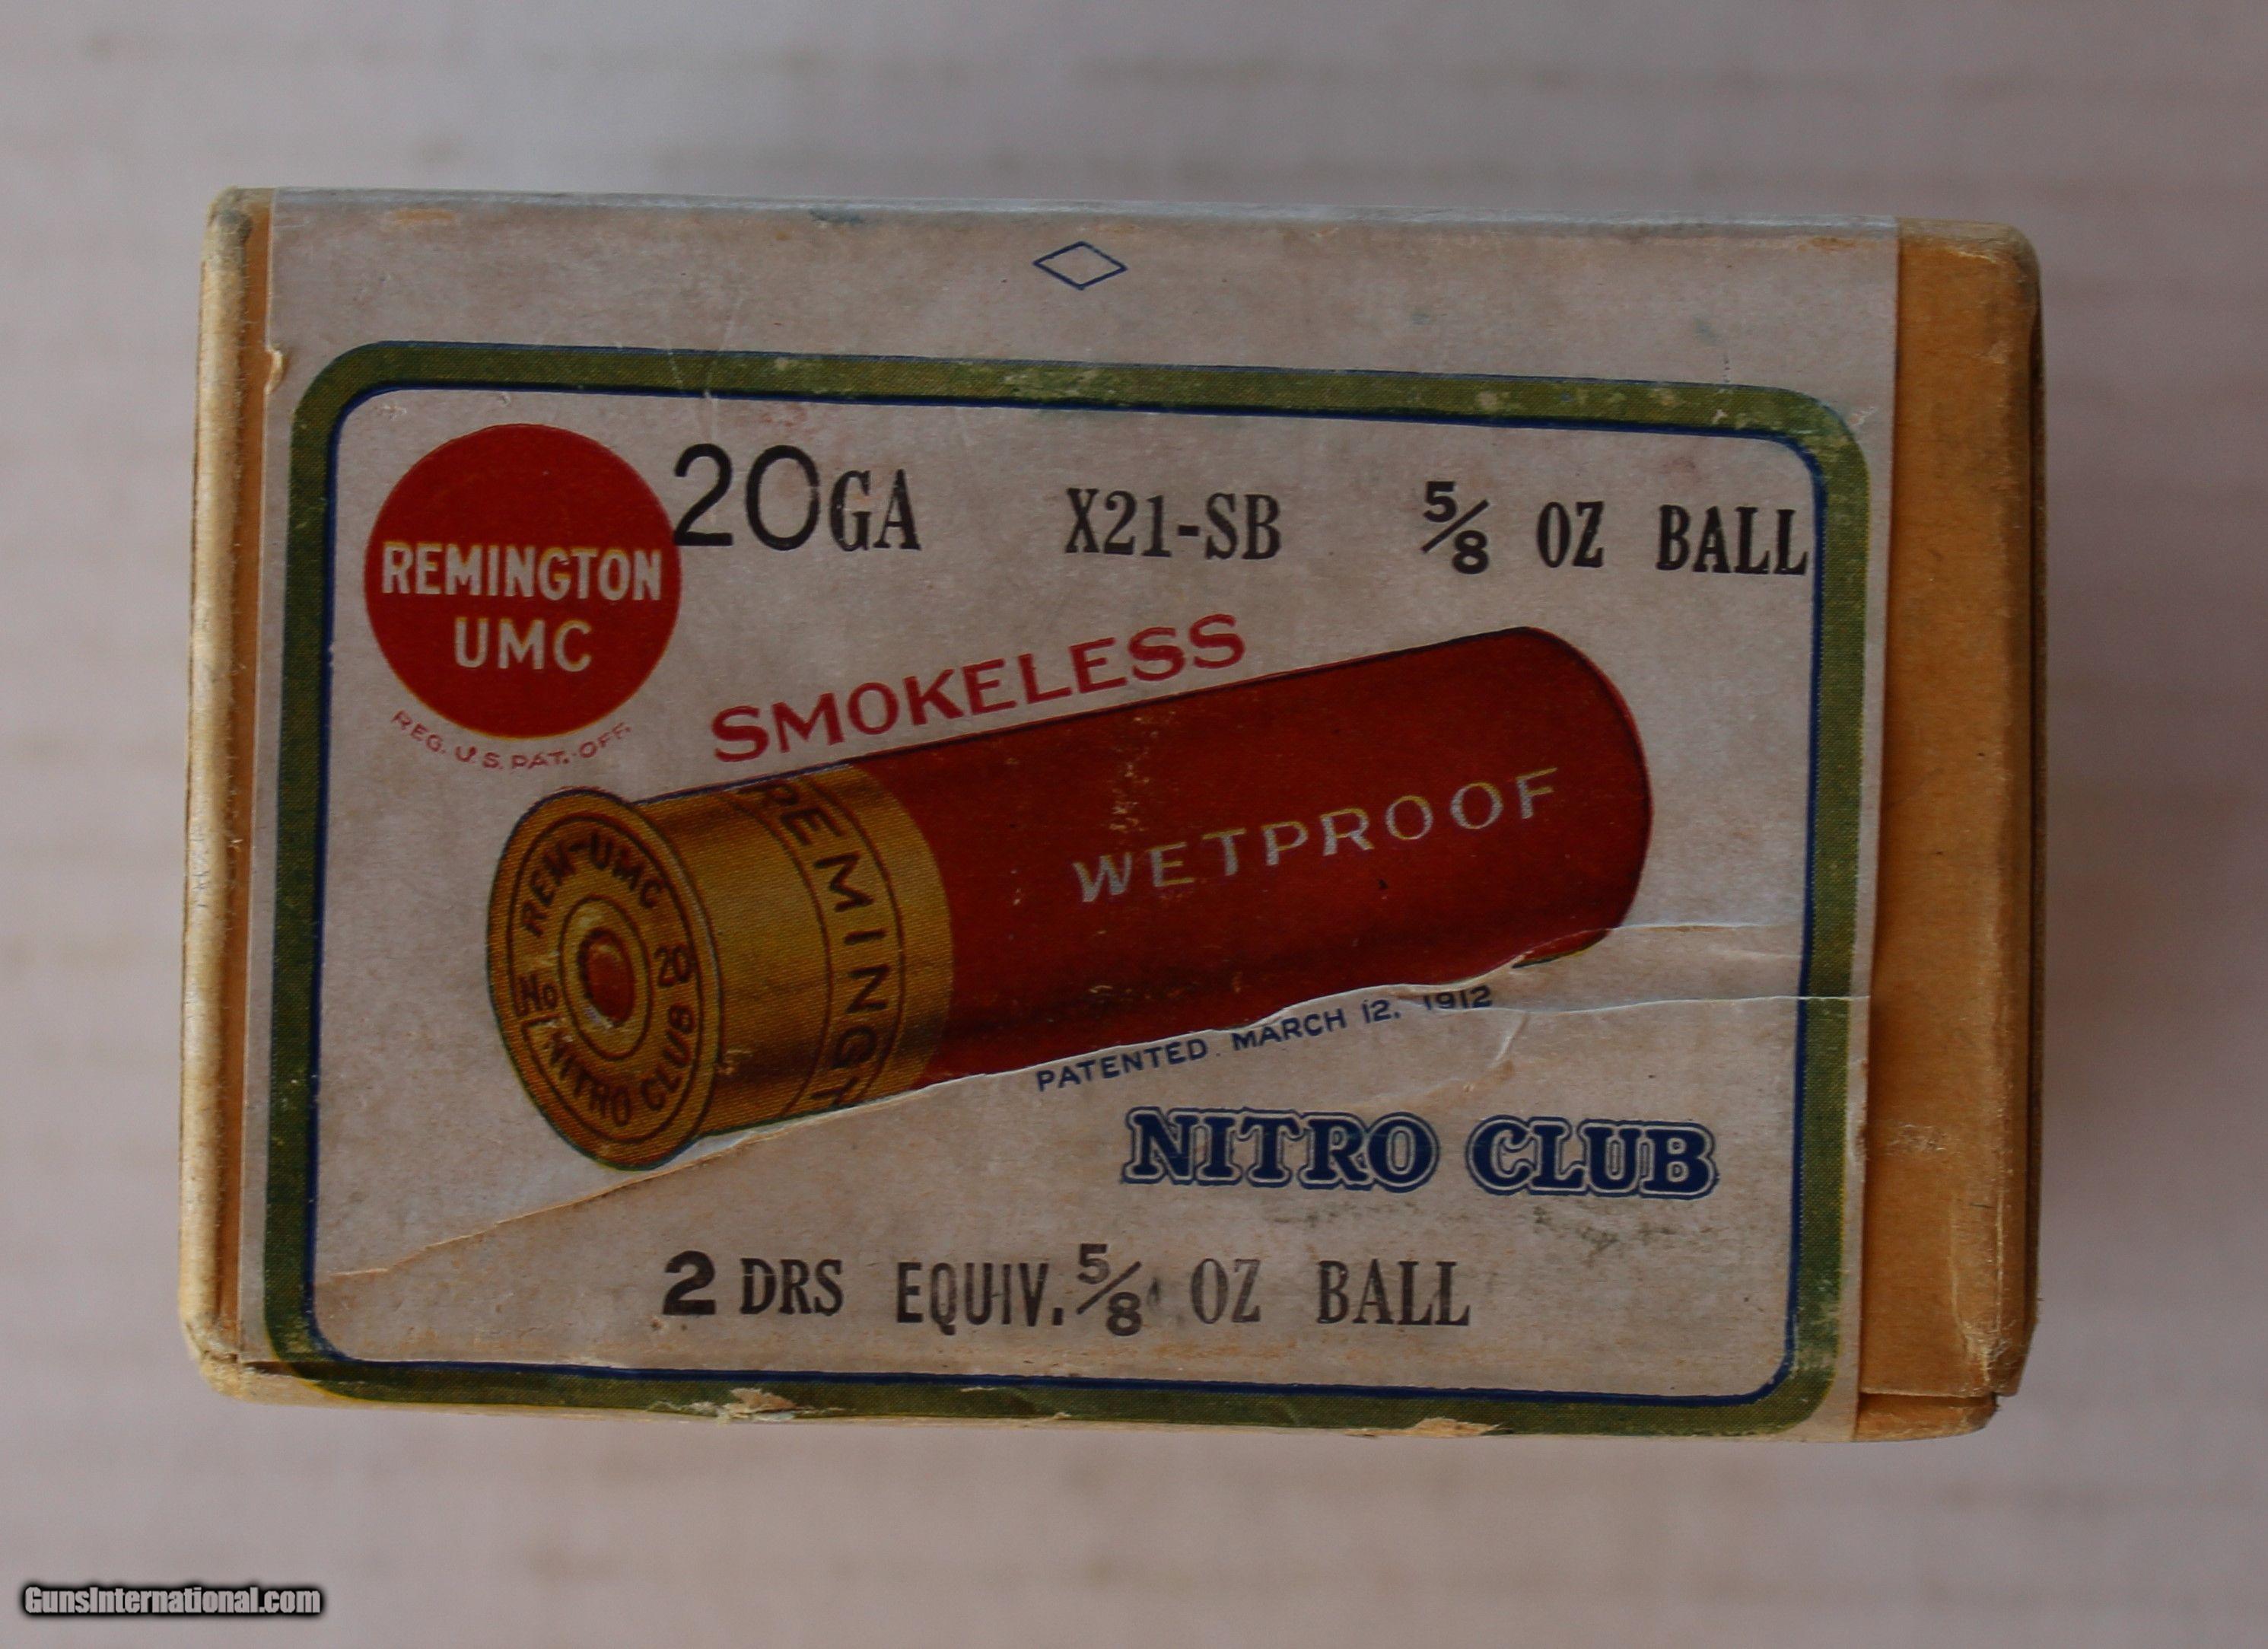 20GA X21-SB 5/8 OZ BALL
REMINGTON
UMC
REG. U.S. PAT. OFF.
SMOKELESS
WETPROOF
REMING
REM-UMC
No 20
NITRO CLUB
PATENTED MARCH 12, 1912
NITRO CLUB
2 DRS EQUIV. 5/8 OZ BALL
GunsInternational.com